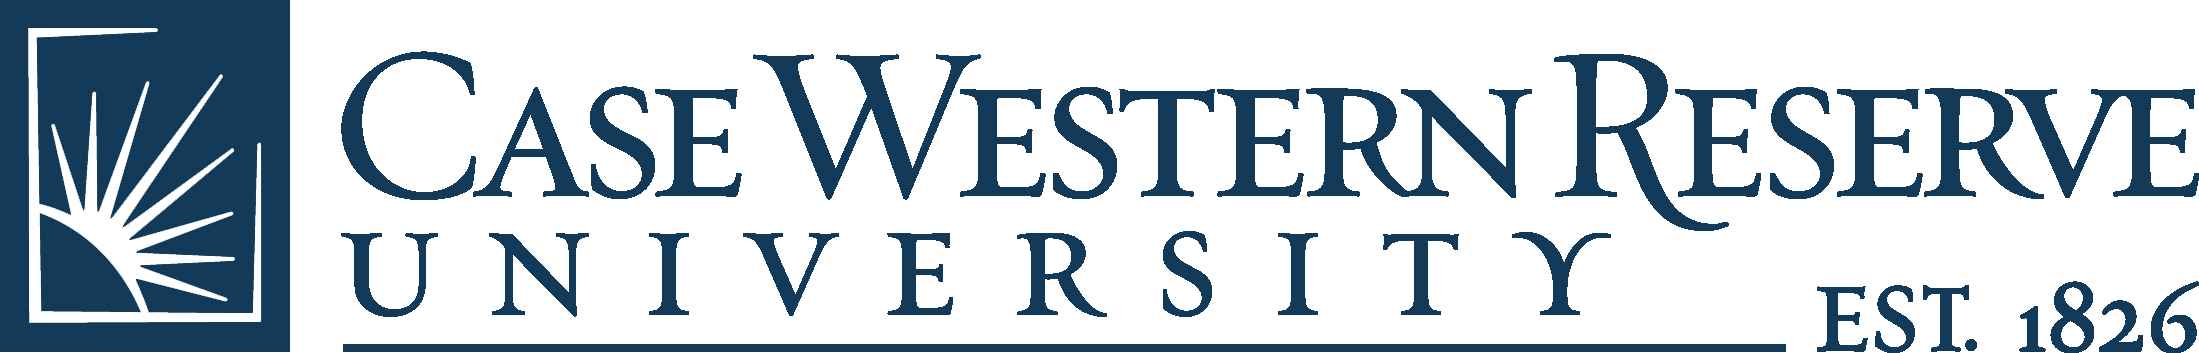 CASE WESTERN RESERVE
UNIVERSITY
EST. 1826